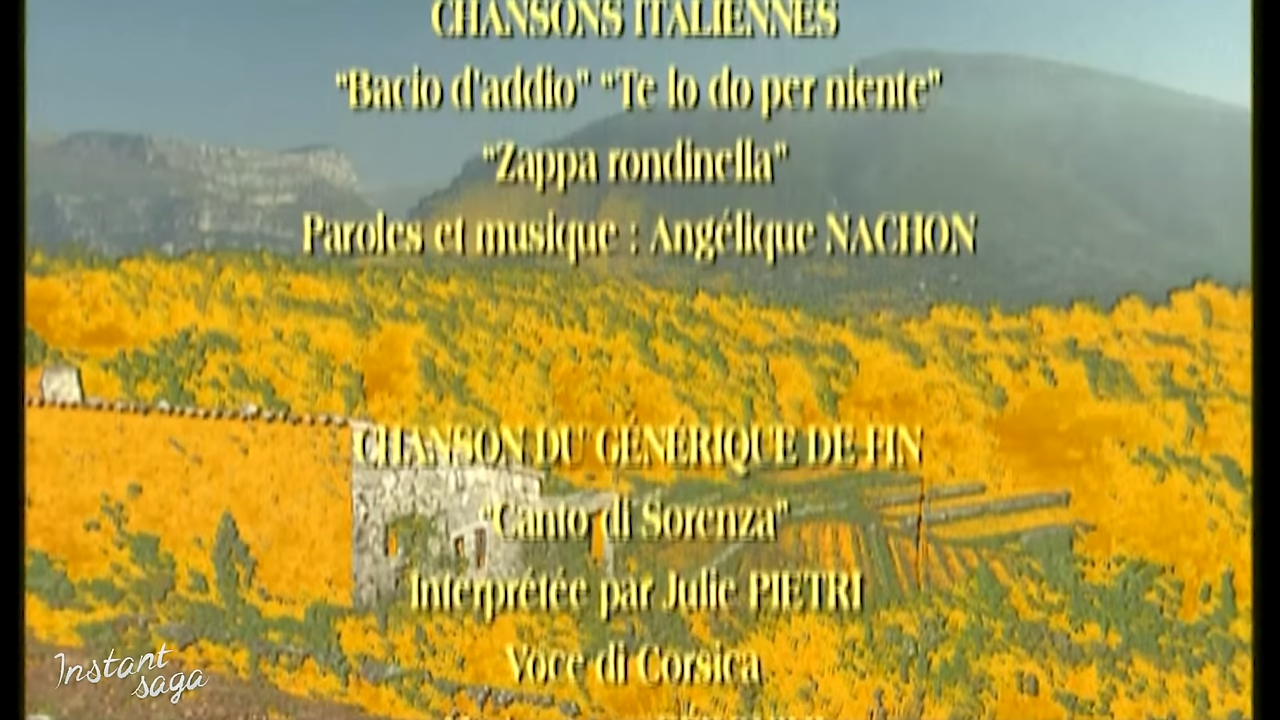 CHANSONS ITALIENNES
“Bacio d'addio” “Te lo do per niente”
“Zappa rondinella”
Paroles et musique : Angélique NACHON
CHANSON DU GÉNÉRIQUE DE FIN
“Canto di Sorenza”
Interprétée par Julie PIETRI
Voce di Corsica
Instant
saga